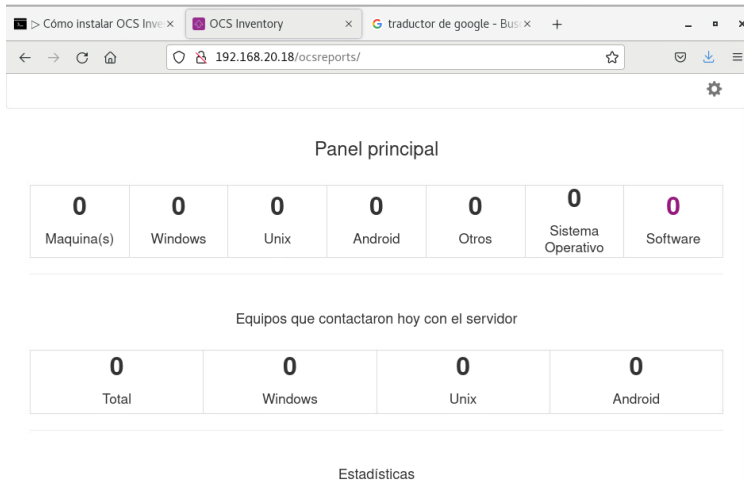 > Cómo instalar OCS Inve
OCS Inventory
traductor de google - Bus
192.168.20.18/ocsreports/
Panel principal
0 0 0 0 0 0 0
Maquina(s) Windows Unix Android Otros Sistema Operativo Software
Equipos que contactaron hoy con el servidor
0 0 0 0
Total Windows Unix Android
Estadísticas